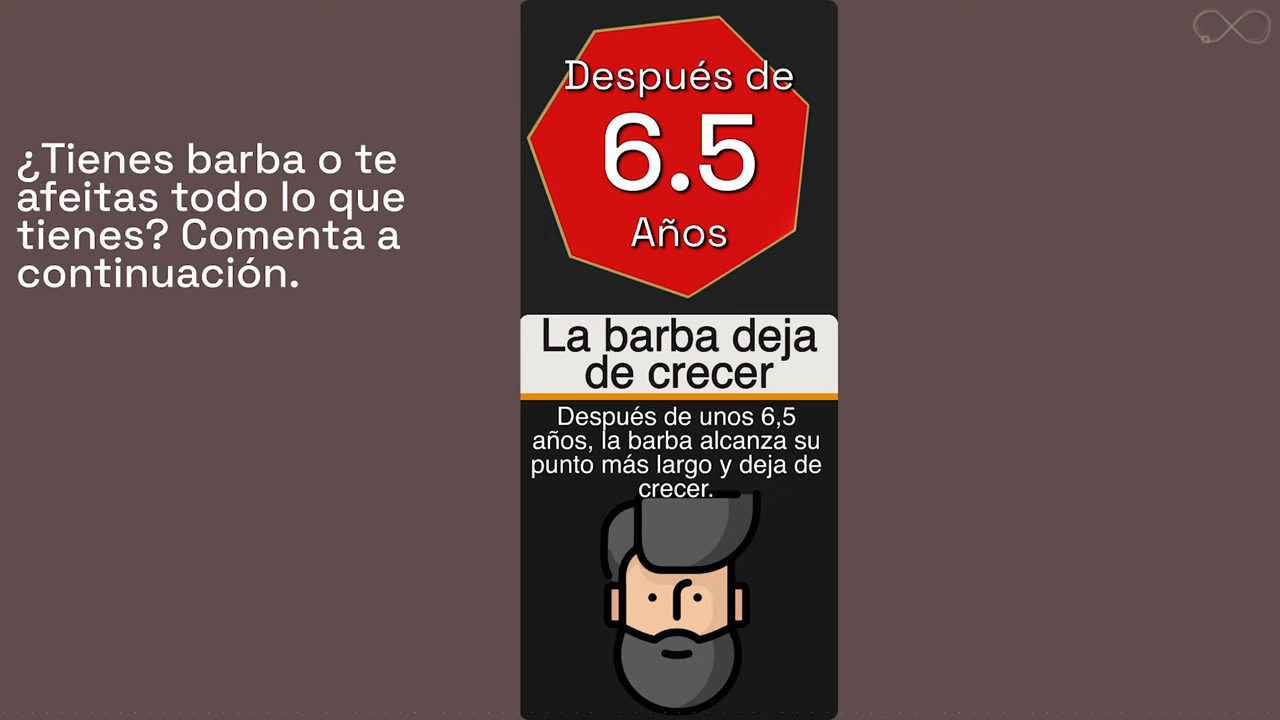 ¿Tienes barba o te
afeitas todo lo que
tienes? Comenta a
continuación.
Después de
6.5
Años
La barba deja
de crecer
Después de unos 6,5
años, la barba alcanza su
punto más largo y deja de
crecer.